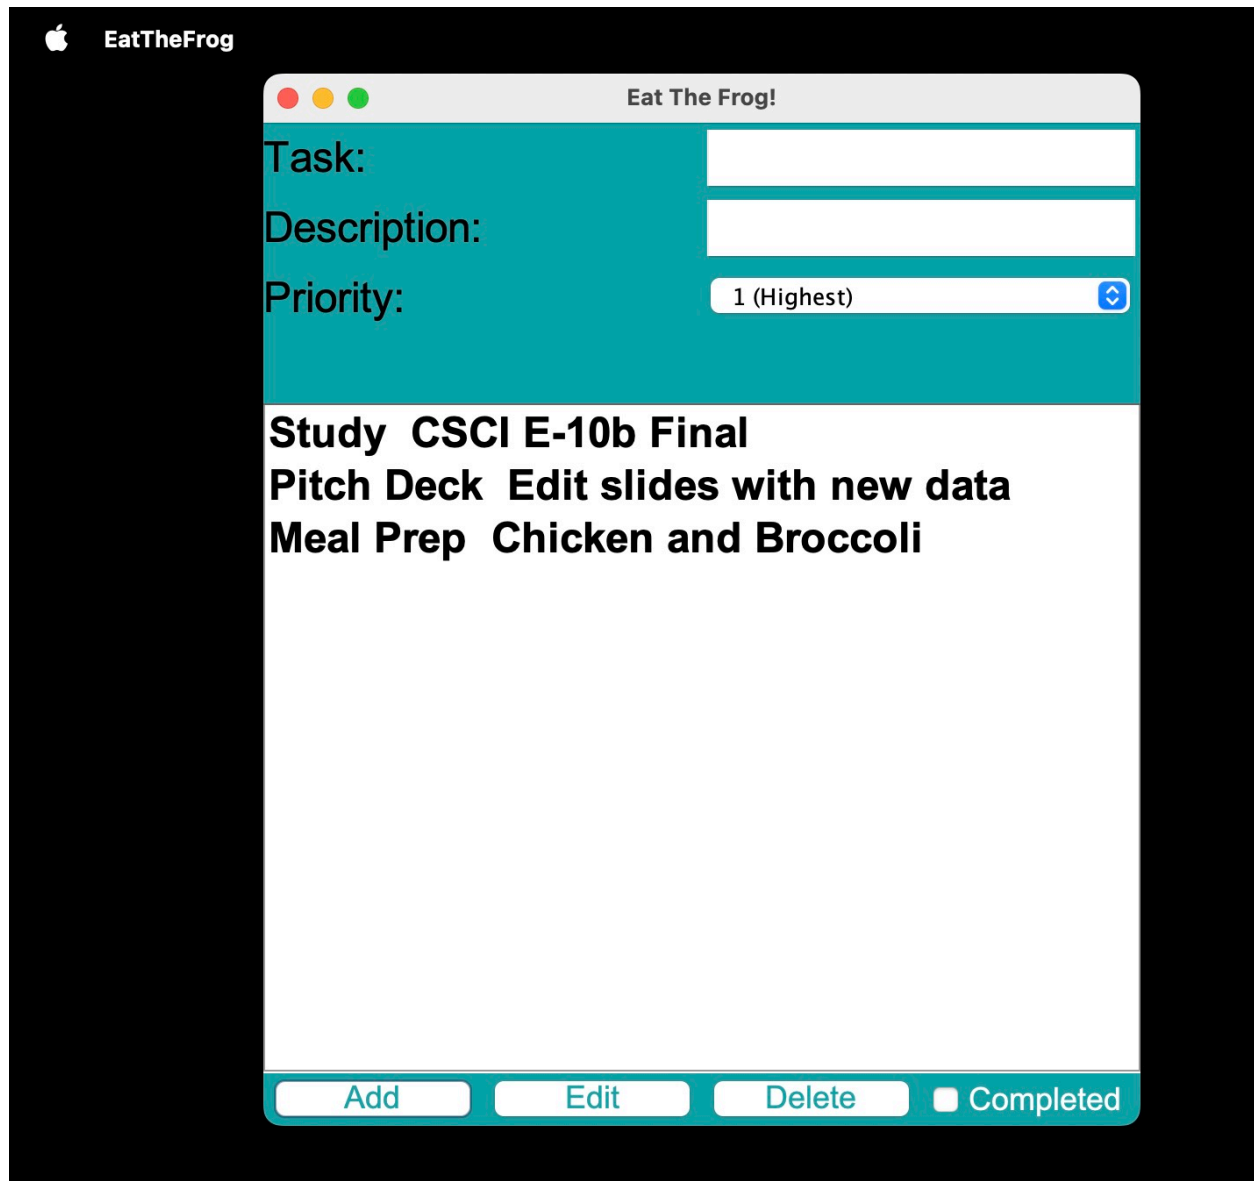 EatTheFrog
Eat The Frog!
Task:
Description:
Priority: 1 (Highest)
Study  CSCI E-10b Final
Pitch Deck  Edit slides with new data
Meal Prep  Chicken and Broccoli
Add Edit Delete Completed